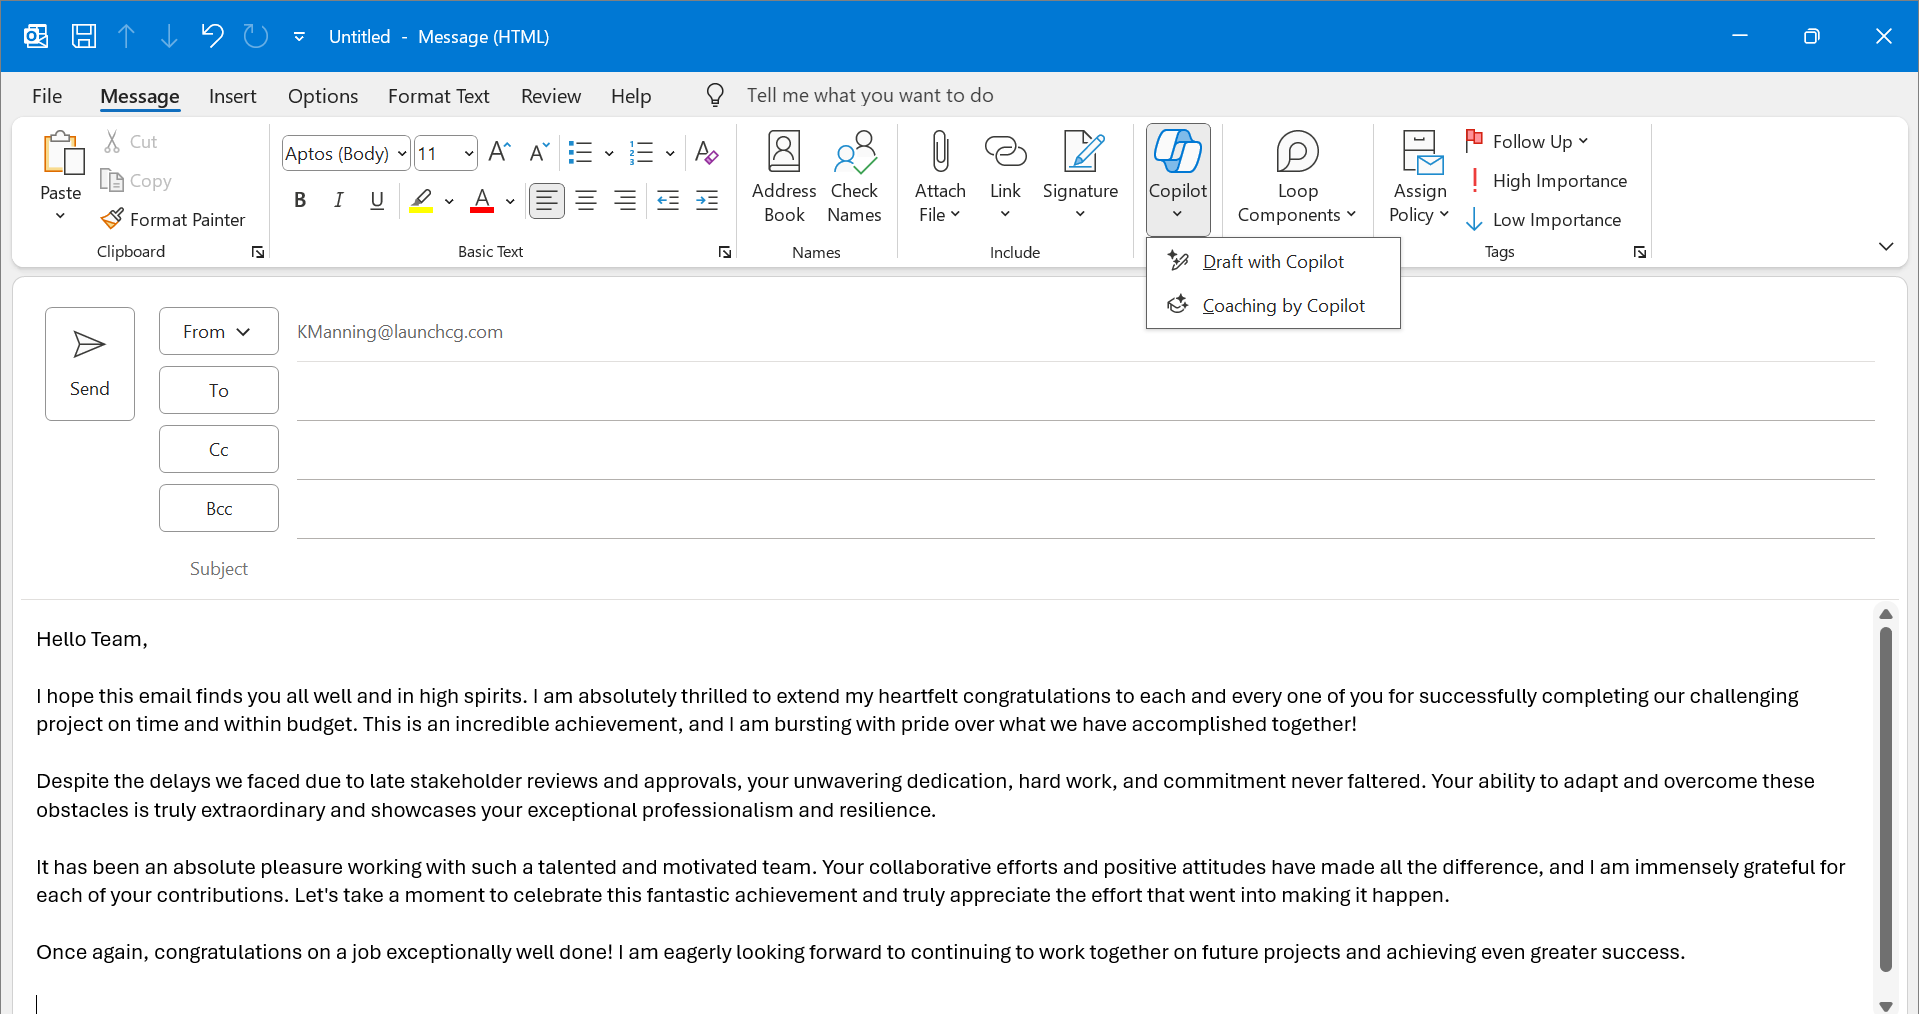 Untitled - Message (HTML)
File Message Insert Options Format Text Review Help Tell me what you want to do
Paste
Cut
Copy
Format Painter
Clipboard
Aptos (Body) 11
B I U A
Basic Text
Address Book
Check Names
Names
Attach File
Link
Signature
Include
Copilot
Loop Components
Assign Policy
Follow Up
High Importance
Low Importance
Tags
Draft with Copilot
Coaching by Copilot
Send
From KManning@launchcg.com
To
Cc
Bcc
Subject
Hello Team,
I hope this email finds you all well and in high spirits. I am absolutely thrilled to extend my heartfelt congratulations to each and every one of you for successfully completing our challenging
project on time and within budget. This is an incredible achievement, and I am bursting with pride over what we have accomplished together!
Despite the delays we faced due to late stakeholder reviews and approvals, your unwavering dedication, hard work, and commitment never faltered. Your ability to adapt and overcome these
obstacles is truly extraordinary and showcases your exceptional professionalism and resilience.
It has been an absolute pleasure working with such a talented and motivated team. Your collaborative efforts and positive attitudes have made all the difference, and I am immensely grateful for
each of your contributions. Let's take a moment to celebrate this fantastic achievement and truly appreciate the effort that went into making it happen.
Once again, congratulations on a job exceptionally well done! I am eagerly looking forward to continuing to work together on future projects and achieving even greater success.